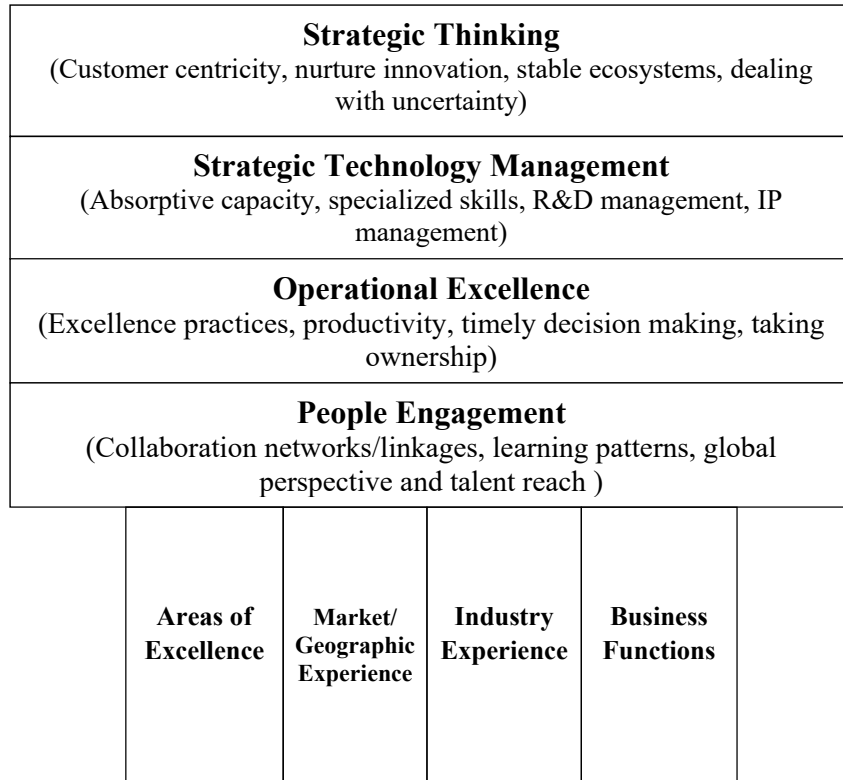 Strategic Thinking
(Customer centricity, nurture innovation, stable ecosystems, dealing
with uncertainty)
Strategic Technology Management
(Absorptive capacity, specialized skills, R&D management, IP
management)
Operational Excellence
(Excellence practices, productivity, timely decision making, taking
ownership)
People Engagement
(Collaboration networks/linkages, learning patterns, global
perspective and talent reach )
Areas of
Excellence
Market/
Geographic
Experience
Industry
Experience
Business
Functions